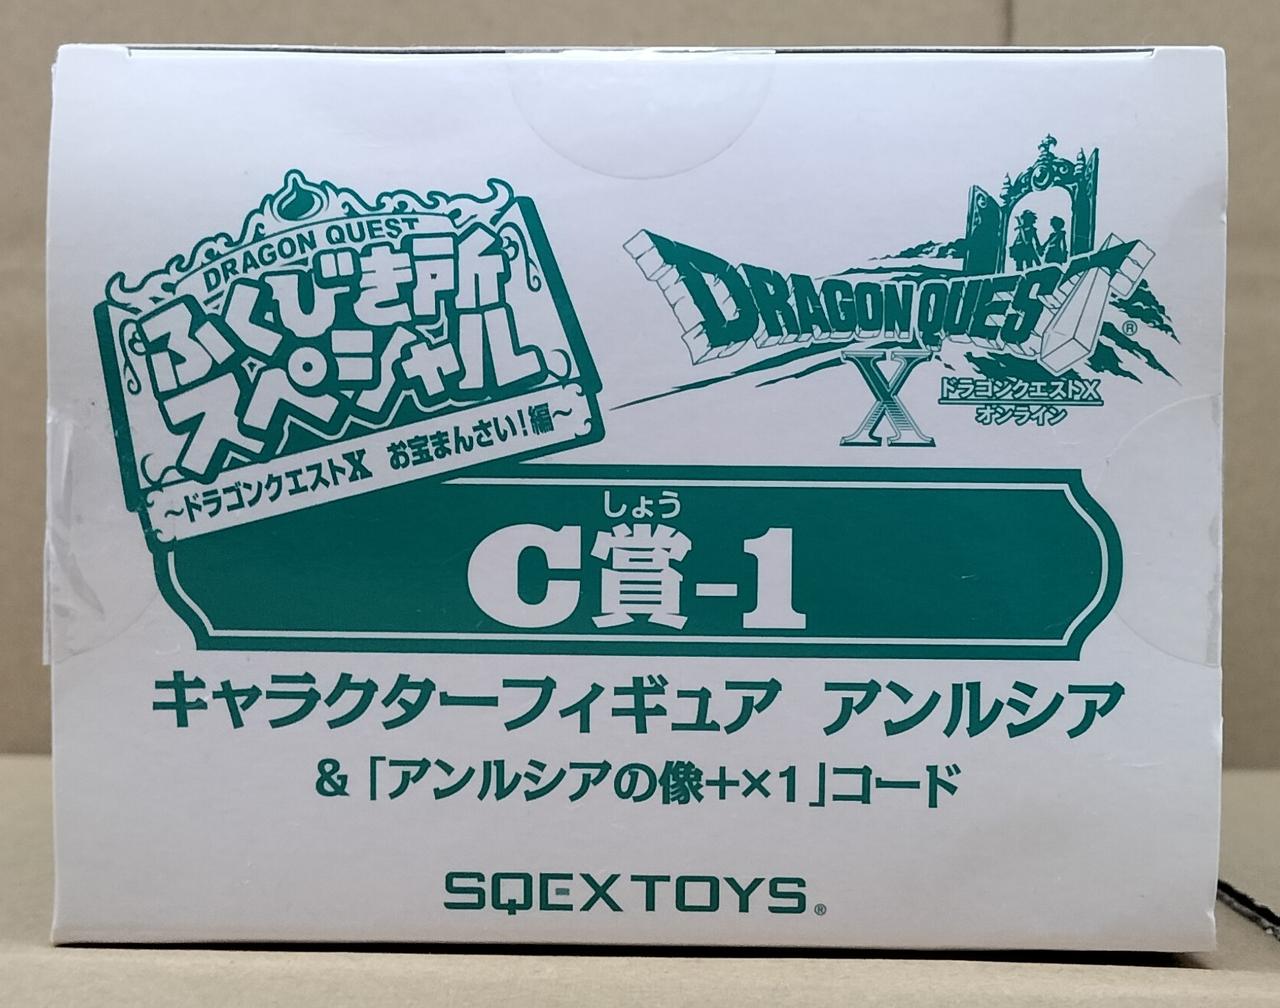 DRAGON QUEST
ふくびき所
スペシャル
～ドラゴンクエストX お宝まんさい！編～
DRAGON QUEST®
X
ドラゴンクエストX
オンライン
しょう
C賞-1
キャラクターフィギュア アンルシア
&「アンルシアの像+×1」コード
SQEX TOYS®